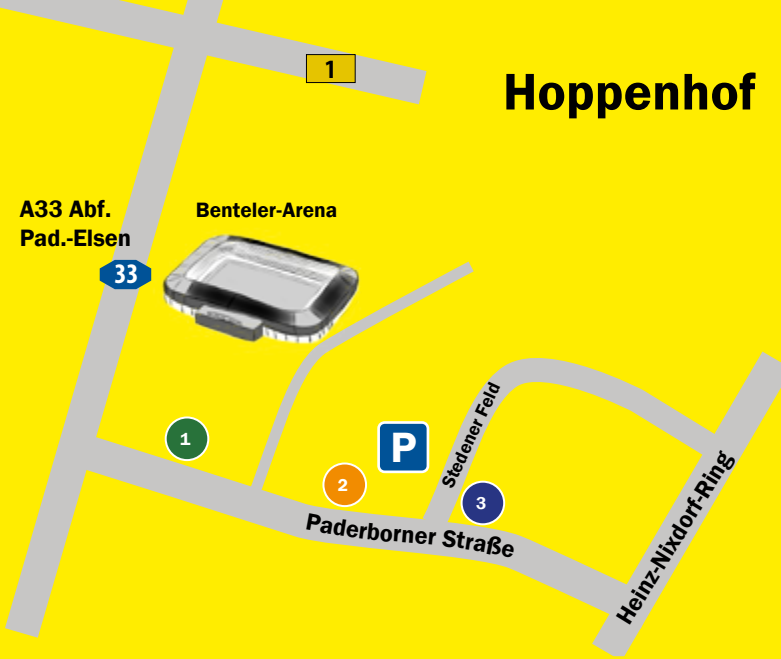 1
Hoppenhof
A33 Abf.
Pad.-Elsen
Benteler-Arena
33
1
P
Stedener Feld
2
3
Paderborner Straße
Heinz-Nixdorf-Ring